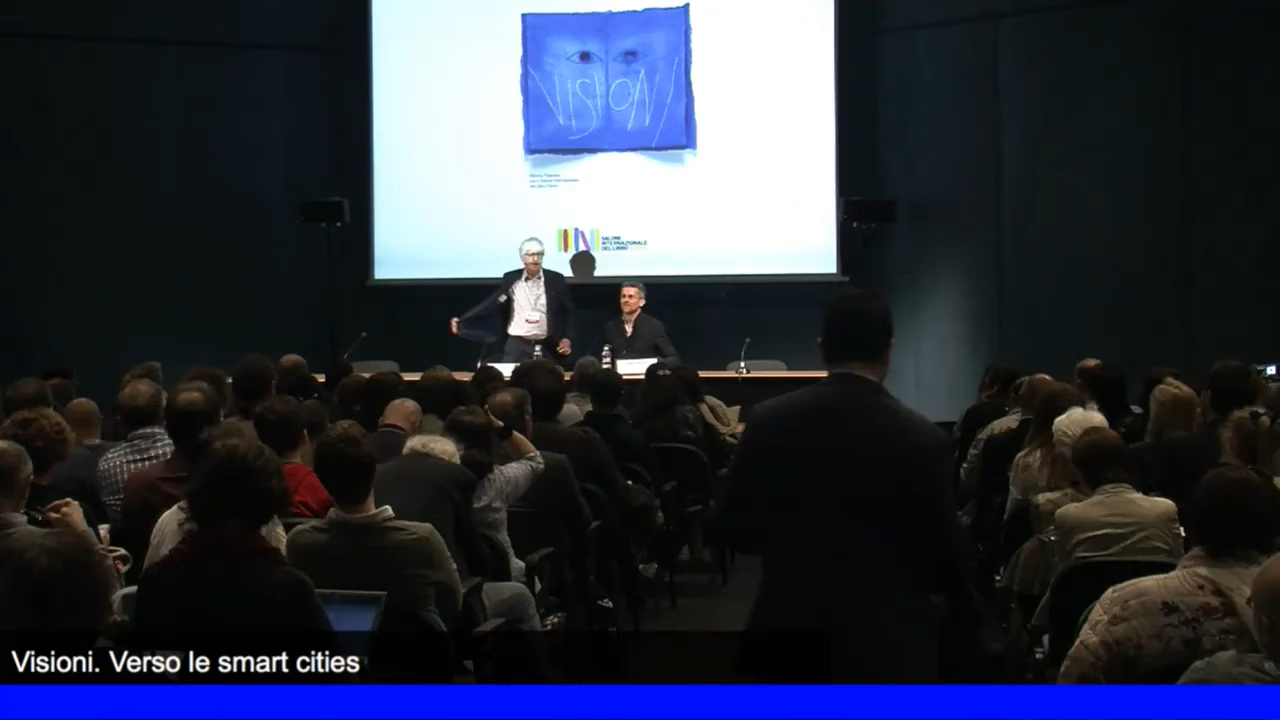 VISIONI
SALONE
INTERNAZIONALE
DEL LIBRO
Visioni. Verso le smart cities